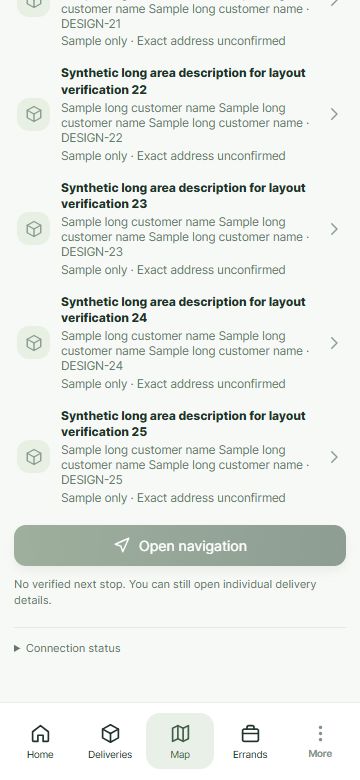 customer name Sample long customer name ·
DESIGN-21
Sample only · Exact address unconfirmed
Synthetic long area description for layout
verification 22
Sample long customer name Sample long
customer name Sample long customer name ·
DESIGN-22
Sample only · Exact address unconfirmed
Synthetic long area description for layout
verification 23
Sample long customer name Sample long
customer name Sample long customer name ·
DESIGN-23
Sample only · Exact address unconfirmed
Synthetic long area description for layout
verification 24
Sample long customer name Sample long
customer name Sample long customer name ·
DESIGN-24
Sample only · Exact address unconfirmed
Synthetic long area description for layout
verification 25
Sample long customer name Sample long
customer name Sample long customer name ·
DESIGN-25
Sample only · Exact address unconfirmed
Open navigation
No verified next stop. You can still open individual delivery
details.
Connection status
Home Deliveries Map Errands More